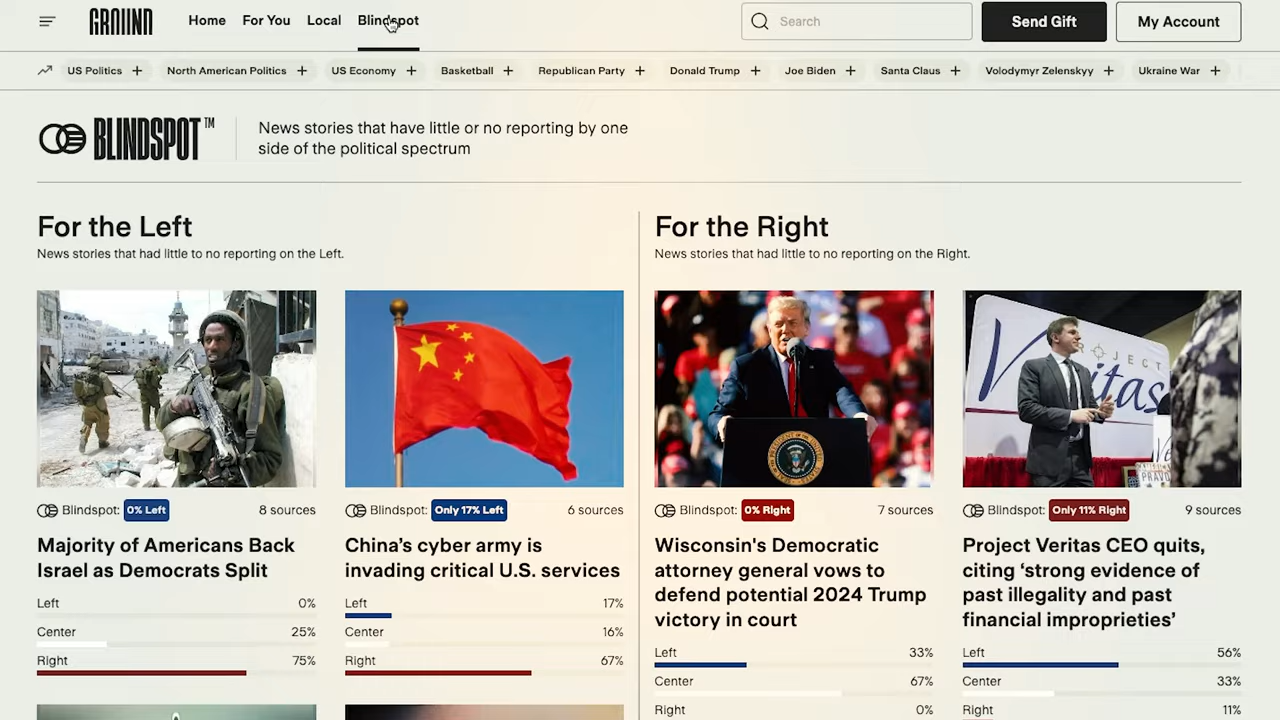 GROUND
Home
For You
Local
Blindspot
Search
Send Gift
My Account
US Politics +
North American Politics +
US Economy +
Basketball +
Republican Party +
Donald Trump +
Joe Biden +
Santa Claus +
Volodymyr Zelenskyy +
Ukraine War +
BLINDSPOT™
News stories that have little or no reporting by one
side of the political spectrum
For the Left
News stories that had little to no reporting on the Left.
Blindspot: 0% Left
8 sources
Majority of Americans Back
Israel as Democrats Split
Left 0%
Center 25%
Right 75%
Blindspot: Only 17% Left
6 sources
China’s cyber army is
invading critical U.S. services
Left 17%
Center 16%
Right 67%
For the Right
News stories that had little to no reporting on the Right.
Blindspot: 0% Right
7 sources
Wisconsin's Democratic
attorney general vows to
defend potential 2024 Trump
victory in court
Left 33%
Center 67%
Right 0%
PROJECT
Veritas
Blindspot: Only 11% Right
9 sources
Project Veritas CEO quits,
citing ‘strong evidence of
past illegality and past
financial improprieties’
Left 56%
Center 33%
Right 11%